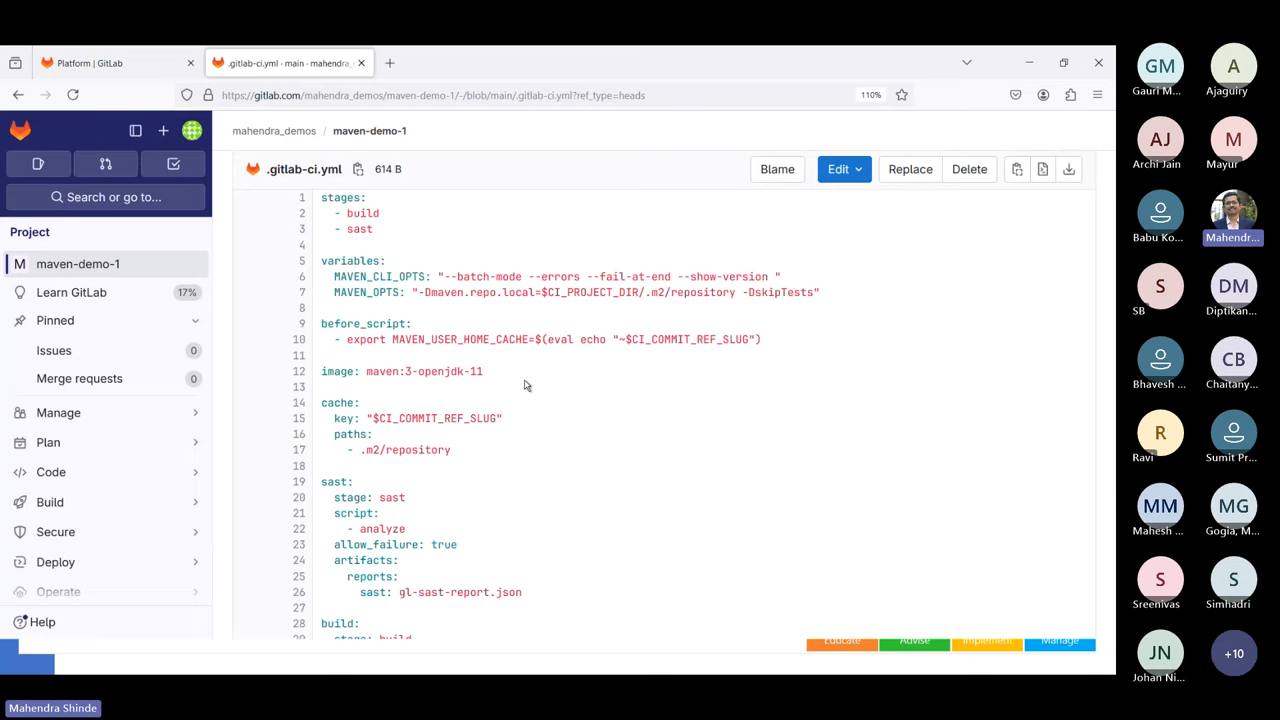 Platform | GitLab
.gitlab-ci.yml · main · mahendra_
https://gitlab.com/mahendra_demos/maven-demo-1/-/blob/main/.gitlab-ci.yml?ref_type=heads
110%
mahendra_demos / maven-demo-1
.gitlab-ci.yml 614 B
Blame
Edit
Replace
Delete
Search or go to...
Project
M maven-demo-1
Learn GitLab 17%
Pinned
Issues 0
Merge requests 0
Manage
Plan
Code
Build
Secure
Deploy
Operate
Help
1 stages:
2 - build
3 - sast
4
5 variables:
6 MAVEN_CLI_OPTS: "--batch-mode --errors --fail-at-end --show-version "
7 MAVEN_OPTS: "-Dmaven.repo.local=$CI_PROJECT_DIR/.m2/repository -DskipTests"
8
9 before_script:
10 - export MAVEN_USER_HOME_CACHE=$(eval echo "~$CI_COMMIT_REF_SLUG")
11
12 image: maven:3-openjdk-11
13
14 cache:
15 key: "$CI_COMMIT_REF_SLUG"
16 paths:
17 - .m2/repository
18
19 sast:
20 stage: sast
21 script:
22 - analyze
23 allow_failure: true
24 artifacts:
25 reports:
26 sast: gl-sast-report.json
27
28 build:
29 stage: build
Educate
Advise
Implement
Manage
GM
Gauri M...
A
Ajaguiry
AJ
Archi Jain
M
Mayur
Babu Ko...
Mahendr...
S
SB
DM
Diptikan...
Bhavesh ...
CB
Chaitany...
R
Ravi
Sumit Pr...
MM
Mahesh ...
MG
Gogia, M...
S
Sreenivas
S
Simhadri
JN
Johan Ni...
+10
Mahendra Shinde